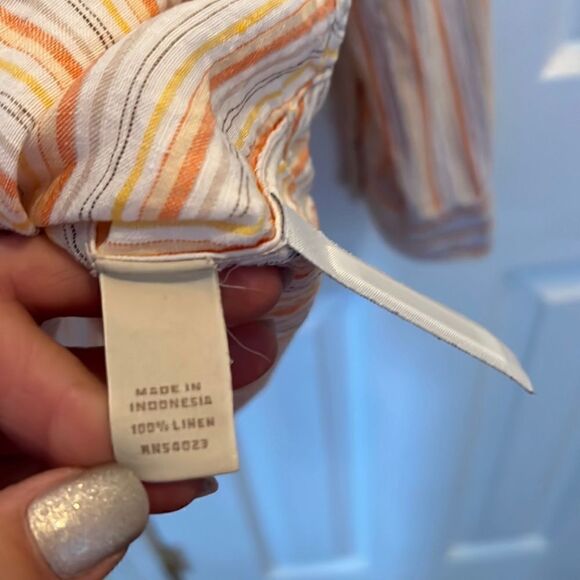 MADE IN
INDONESIA
100% LINEN
RN54023